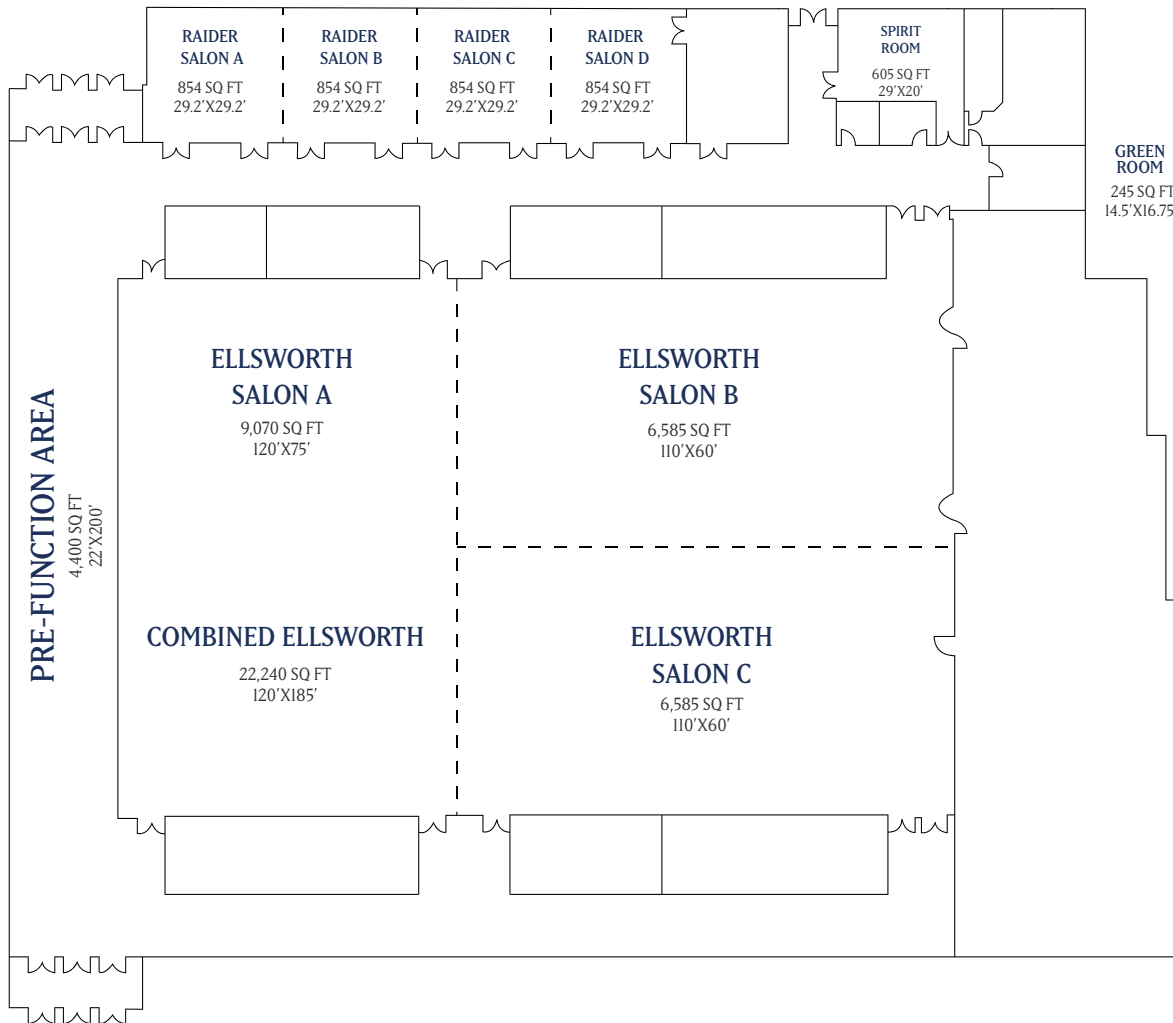 RAIDER
SALON A
854 SQ FT
29.2'X29.2'
RAIDER
SALON B
854 SQ FT
29.2'X29.2'
RAIDER
SALON C
854 SQ FT
29.2'X29.2'
RAIDER
SALON D
854 SQ FT
29.2'X29.2'
SPIRIT
ROOM
605 SQ FT
29'X20'
GREEN
ROOM
245 SQ FT
14.5'X16.75
ELLSWORTH
SALON A
9,070 SQ FT
120'X75'
ELLSWORTH
SALON B
6,585 SQ FT
110'X60'
PRE-FUNCTION AREA
4,400 SQ FT
22'X200'
COMBINED ELLSWORTH
22,240 SQ FT
120'X185'
ELLSWORTH
SALON C
6,585 SQ FT
110'X60'